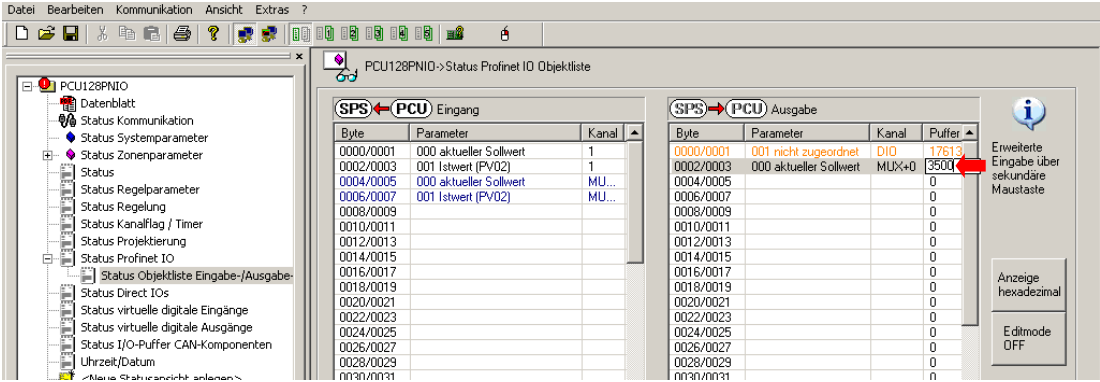 Datei Bearbeiten Kommunikation Ansicht Extras ?
PCU128PNIO
Datenblatt
Status Kommunikation
Status Systemparameter
Status Zonenparameter
Status
Status Regelparameter
Status Regelung
Status Kanalflag / Timer
Status Projektierung
Status Profinet IO
Status Objektliste Eingabe-/Ausgabe-
Status Direct IOs
Status virtuelle digitale Eingänge
Status virtuelle digitale Ausgänge
Status I/O-Puffer CAN-Komponenten
Uhrzeit/Datum
<Neue Statusansicht anlegen>
PCU128PNIO->Status Profinet IO Objektliste
SPS PCU Eingang
Byte Parameter Kanal
0000/0001 000 aktueller Sollwert 1
0002/0003 001 Istwert (PV02) 1
0004/0005 000 aktueller Sollwert MU...
0006/0007 001 Istwert (PV02) MU...
0008/0009
0010/0011
0012/0013
0014/0015
0016/0017
0018/0019
0020/0021
0022/0023
0024/0025
0026/0027
0028/0029
0030/0031
SPS PCU Ausgabe
Byte Parameter Kanal Puffer
0000/0001 001 nicht zugeordnet DIO 17613
0002/0003 000 aktueller Sollwert MUX+0 3500
0004/0005 0
0006/0007 0
0008/0009 0
0010/0011 0
0012/0013 0
0014/0015 0
0016/0017 0
0018/0019 0
0020/0021 0
0022/0023 0
0024/0025 0
0026/0027 0
0028/0029 0
0030/0031 0
Erweiterte
Eingabe über
sekundäre
Maustaste
Anzeige
hexadezimal
Editmode
OFF